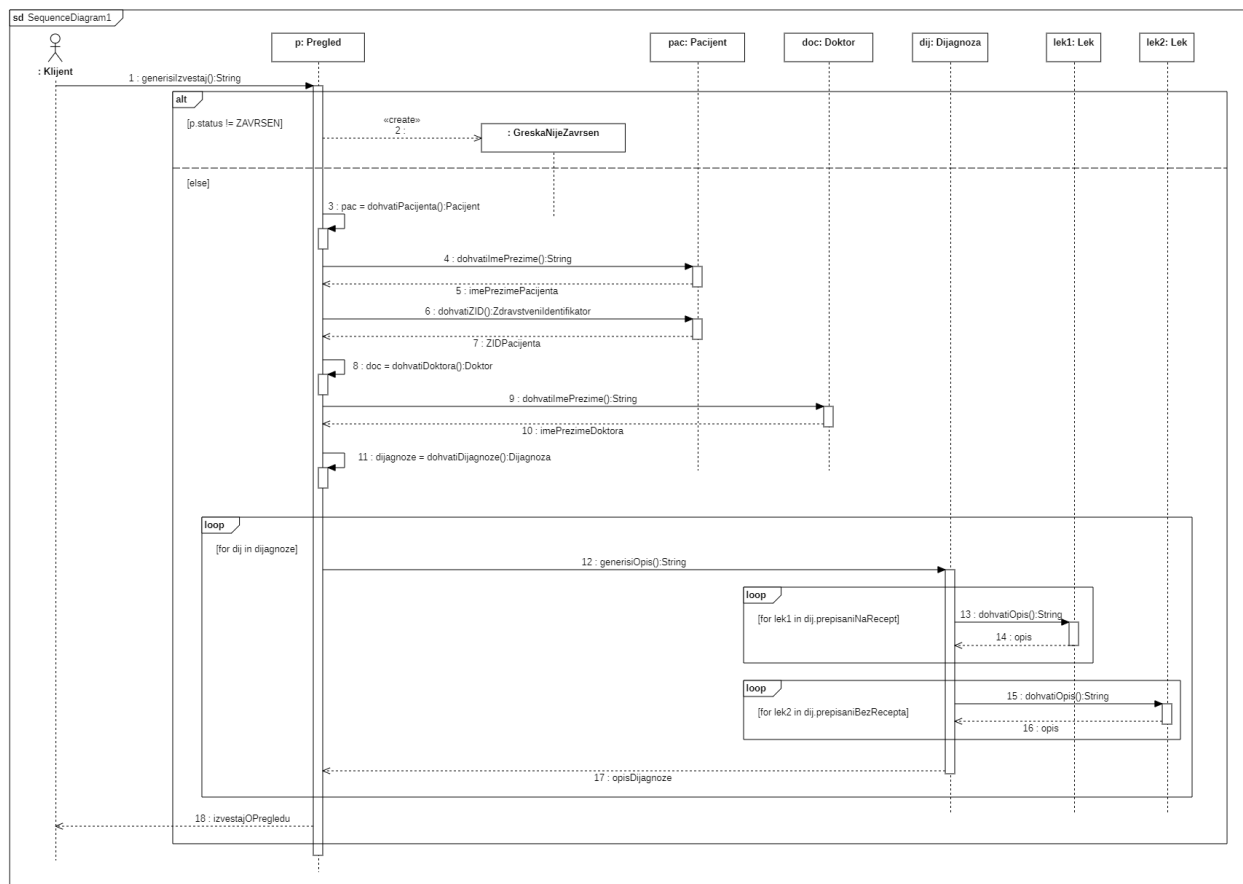 sd SequenceDiagram1
: Klijent
p: Pregled
pac: Pacijent
doc: Doktor
dij: Dijagnoza
lek1: Lek
lek2: Lek
1 : generisiIzvestaj():String
alt
[p.status != ZAVRSEN]
«create»
2 :
: GreskaNijeZavrsen
[else]
3 : pac = dohvatiPacijenta():Pacijent
4 : dohvatiImePrezime():String
5 : imePrezimePacijenta
6 : dohvatiZID():ZdravstveniIdentifikator
7 : ZIDPacijenta
8 : doc = dohvatiDoktora():Doktor
9 : dohvatiImePrezime():String
10 : imePrezimeDoktora
11 : dijagnoze = dohvatiDijagnoze():Dijagnoza
loop
[for dij in dijagnoze]
12 : generisiOpis():String
loop
[for lek1 in dij.prepisaniNaRecept]
13 : dohvatiOpis():String
14 : opis
loop
[for lek2 in dij.prepisaniBezRecepta]
15 : dohvatiOpis():String
16 : opis
17 : opisDijagnoze
18 : izvestajOPregledu